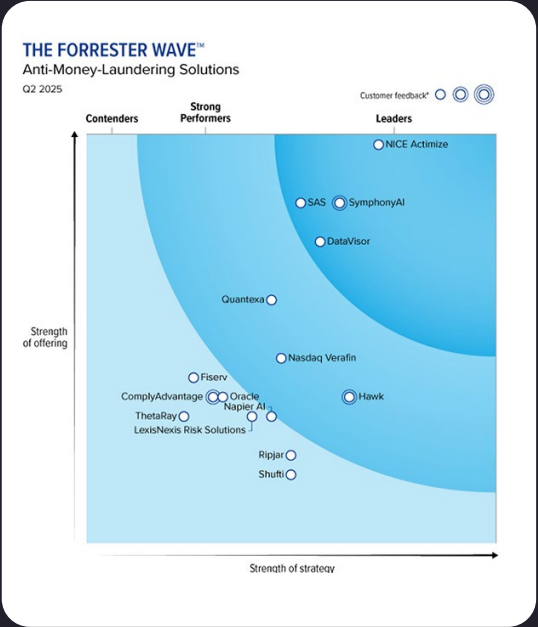 THE FORRESTER WAVE™
Anti-Money-Laundering Solutions
Q2 2025
Customer feedback*
Contenders
Strong
Performers
Leaders
NICE Actimize
SAS
SymphonyAI
DataVisor
Quantexa
Strength
of offering
Nasdaq Verafin
Fiserv
ComplyAdvantage
Oracle
Hawk
Napier AI
ThetaRay
LexisNexis Risk Solutions
Ripjar
Shufti
Strength of strategy